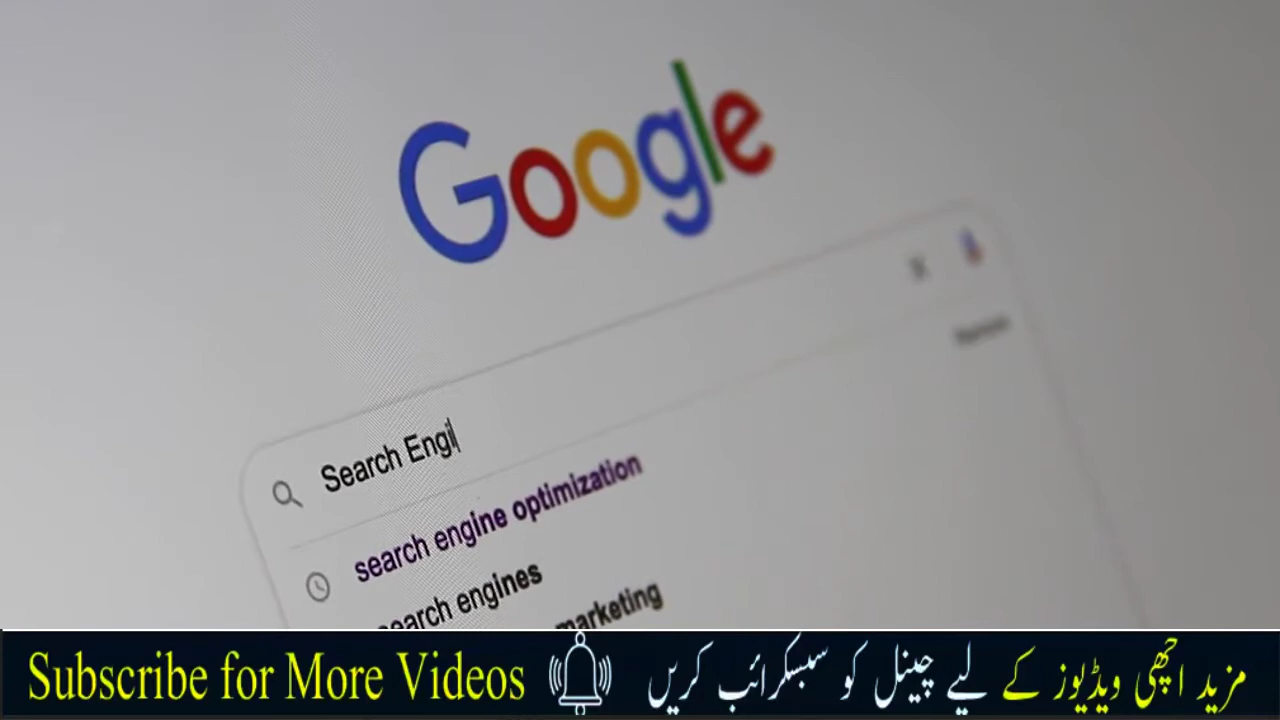 Google
Search Engi
search engine optimization
search engines
marketing
Subscribe for More Videos
مزید اچھی ویڈیوز کے لیے چینل کو سبسکرائب کریں